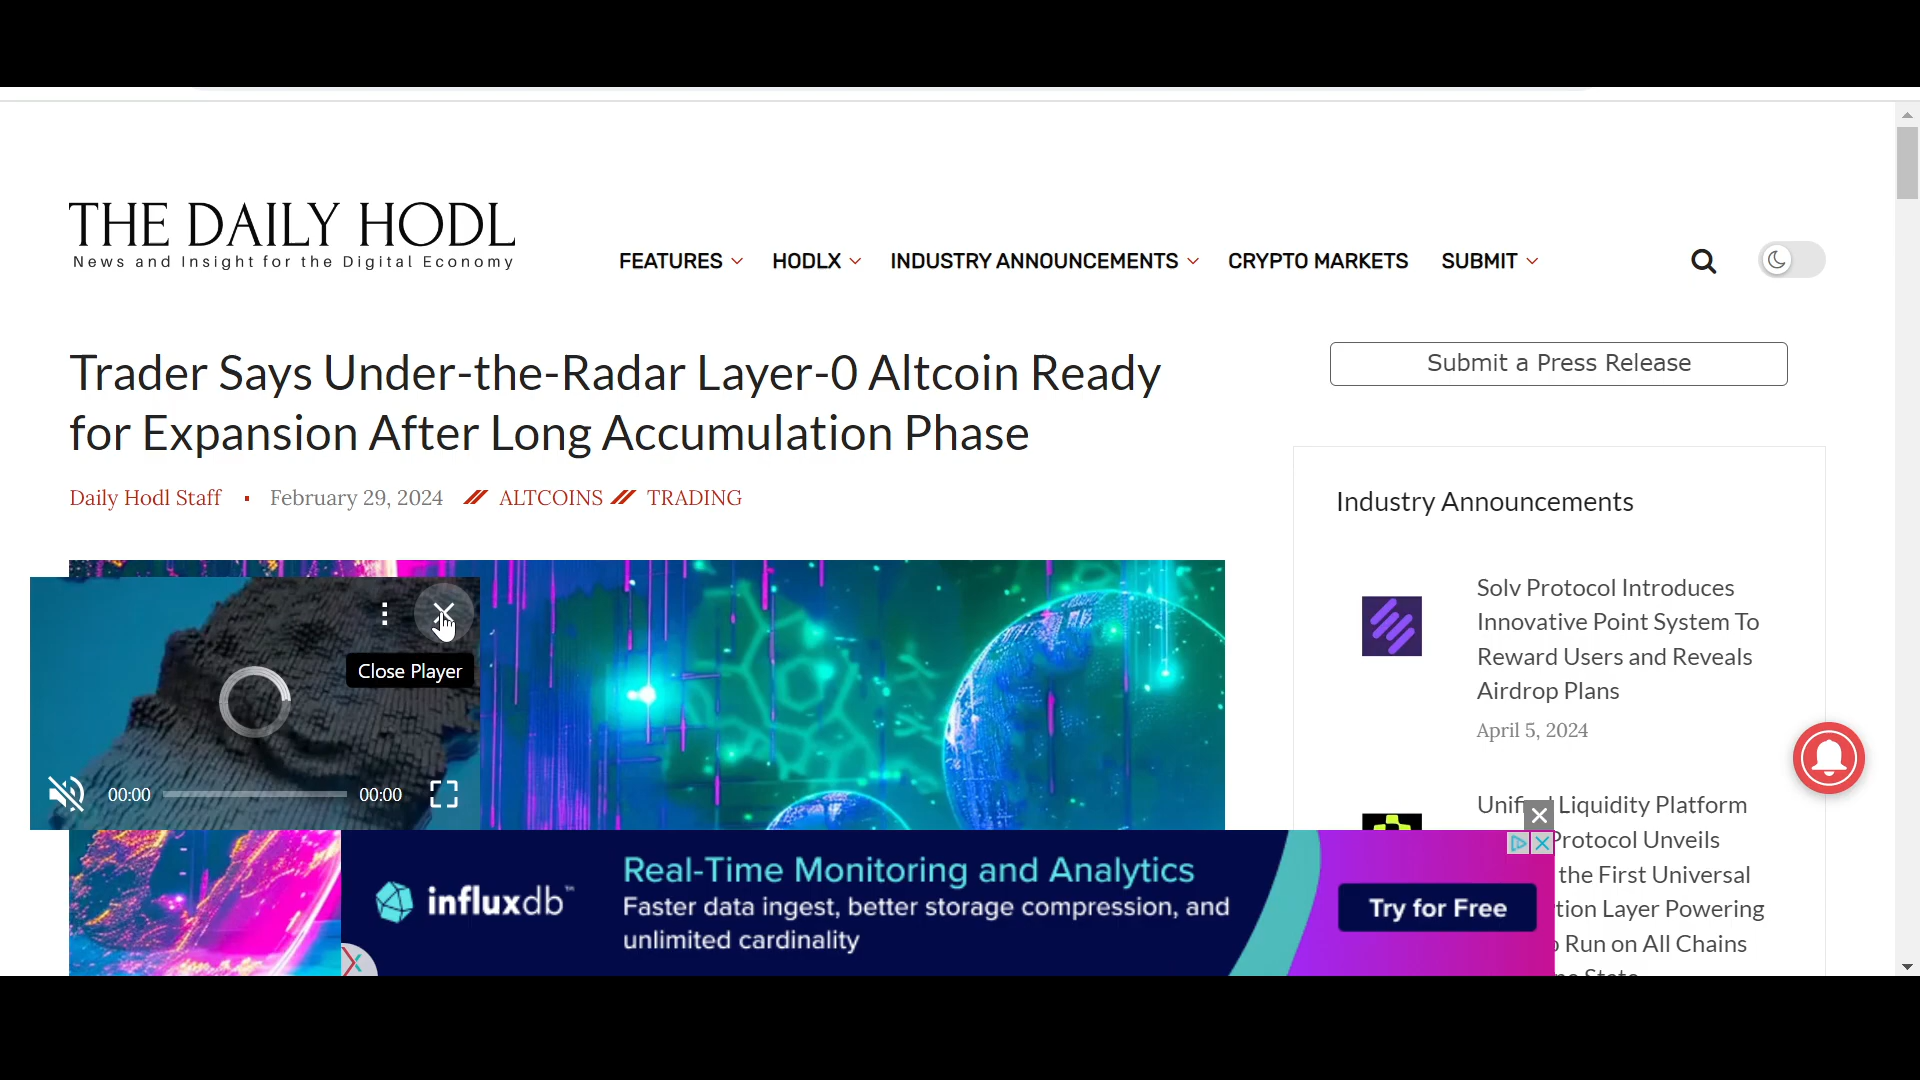 THE DAILY HODL
News and Insight for the Digital Economy
FEATURES HODLX INDUSTRY ANNOUNCEMENTS CRYPTO MARKETS SUBMIT
Trader Says Under-the-Radar Layer-0 Altcoin Ready
for Expansion After Long Accumulation Phase
Daily Hodl Staff ▪ February 29, 2024 // ALTCOINS // TRADING
Close Player
00:00 00:00
influxdb™
Real-Time Monitoring and Analytics
Faster data ingest, better storage compression, and
unlimited cardinality
Try for Free
Submit a Press Release
Industry Announcements
Solv Protocol Introduces
Innovative Point System To
Reward Users and Reveals
Airdrop Plans
April 5, 2024
Liquidity Platform
Protocol Unveils
the First Universal
Layer Powering
Run on All Chains